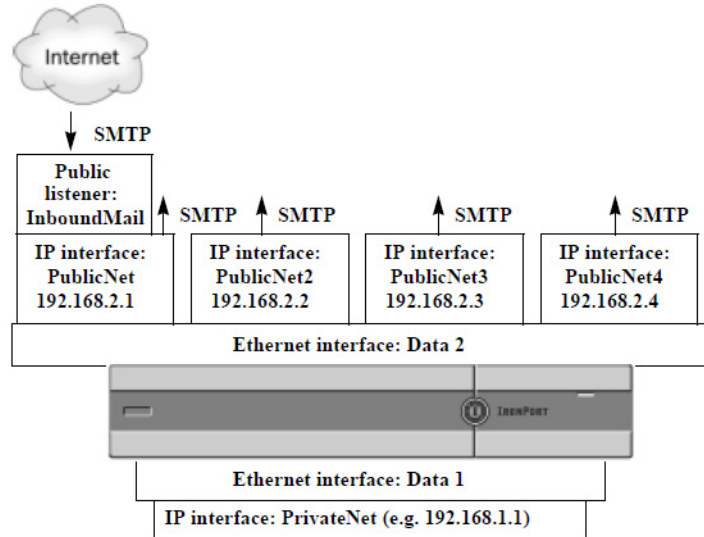 Internet
SMTP
Public
listener:
InboundMail
SMTP
SMTP
SMTP
SMTP
IP interface:
PublicNet
192.168.2.1
IP interface:
PublicNet2
192.168.2.2
IP interface:
PublicNet3
192.168.2.3
IP interface:
PublicNet4
192.168.2.4
Ethernet interface: Data 2
IRONPORT
Ethernet interface: Data 1
IP interface: PrivateNet (e.g. 192.168.1.1)